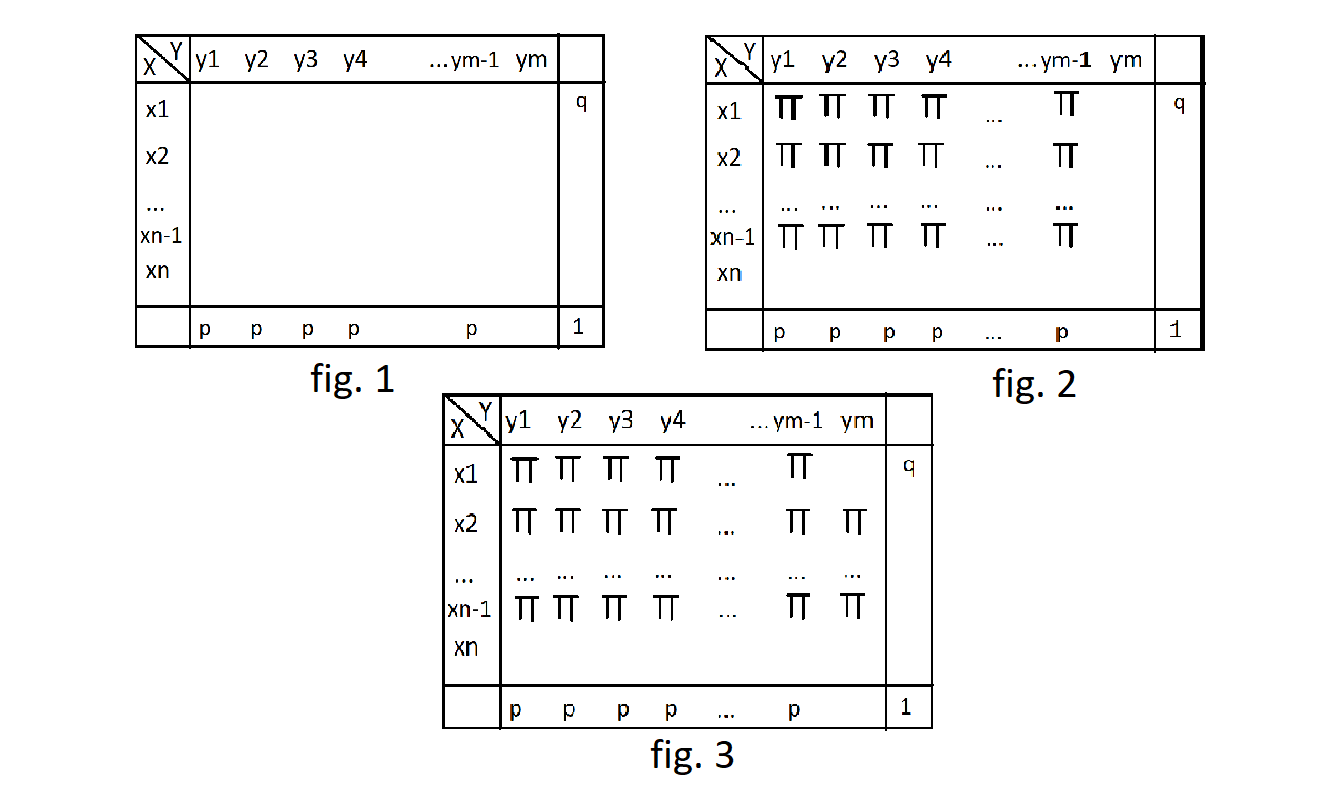 Y
X y1 y2 y3 y4 ...ym-1 ym
x1 q
x2
...
xn-1
xn
p p p p p 1
fig. 1
Y
X y1 y2 y3 y4 ...ym-1 ym
x1 ∏ ∏ ∏ ∏ ... ∏ q
x2 ∏ ∏ ∏ ∏ ... ∏
... ... ... ... ... ... ...
xn-1 ∏ ∏ ∏ ∏ ... ∏
xn
p p p p ... p 1
fig. 2
Y
X y1 y2 y3 y4 ...ym-1 ym
x1 ∏ ∏ ∏ ∏ ... ∏ q
x2 ∏ ∏ ∏ ∏ ... ∏ ∏
... ... ... ... ... ... ... ...
xn-1 ∏ ∏ ∏ ∏ ... ∏ ∏
xn
p p p p ... p 1
fig. 3